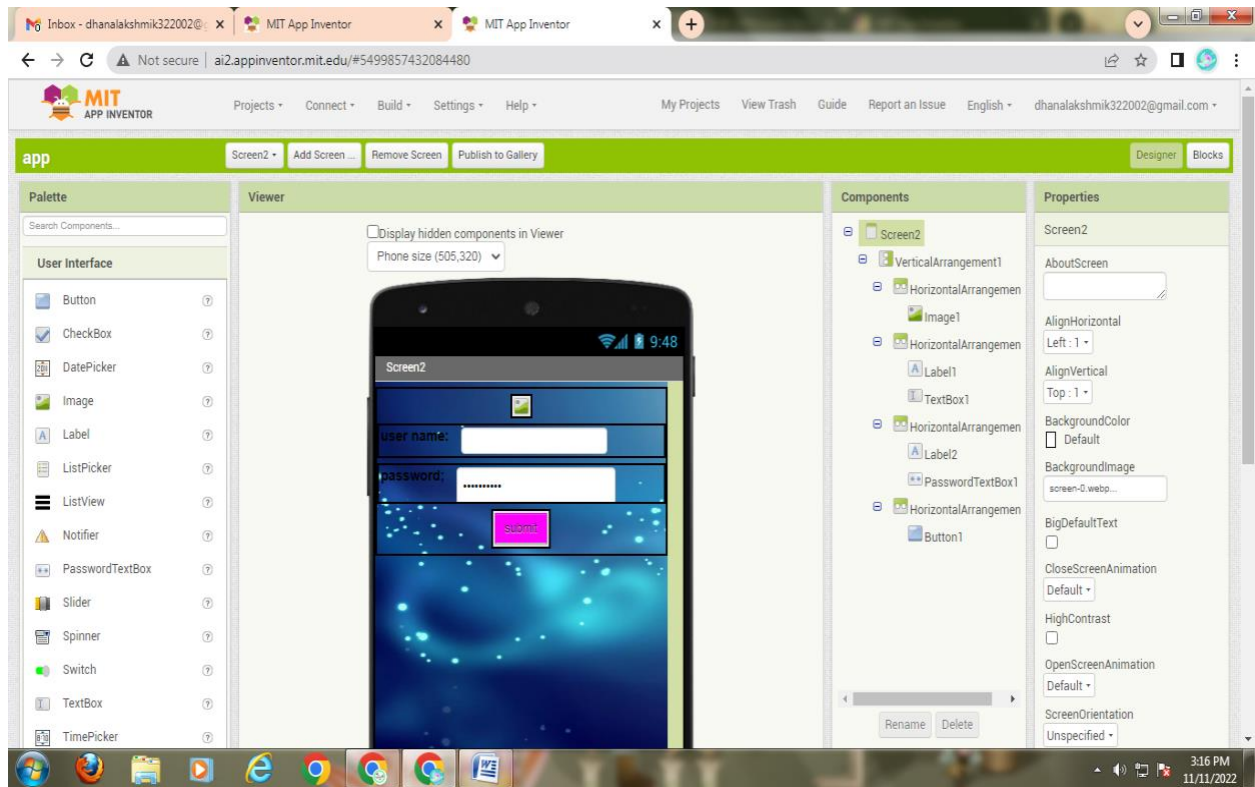 Inbox - dhanalakshmik322002@g
MIT App Inventor
MIT App Inventor
Not secure
ai2.appinventor.mit.edu/#5499857432084480
MIT
APP INVENTOR
Projects
Connect
Build
Settings
Help
My Projects
View Trash
Guide
Report an Issue
English
dhanalakshmik322002@gmail.com
app
Screen2
Add Screen ...
Remove Screen
Publish to Gallery
Designer
Blocks
Palette
Search Components...
User Interface
Button
CheckBox
DatePicker
Image
Label
ListPicker
ListView
Notifier
PasswordTextBox
Slider
Spinner
Switch
TextBox
TimePicker
Viewer
Display hidden components in Viewer
Phone size (505,320)
9:48
Screen2
user name:
password:
submit
Components
Screen2
VerticalArrangement1
HorizontalArrangemen
Image1
HorizontalArrangemen
Label1
TextBox1
HorizontalArrangemen
Label2
PasswordTextBox1
HorizontalArrangemen
Button1
Rename
Delete
Properties
Screen2
AboutScreen
AlignHorizontal
Left : 1
AlignVertical
Top : 1
BackgroundColor
Default
BackgroundImage
screen-0.webp...
BigDefaultText
CloseScreenAnimation
Default
HighContrast
OpenScreenAnimation
Default
ScreenOrientation
Unspecified
3:16 PM
11/11/2022